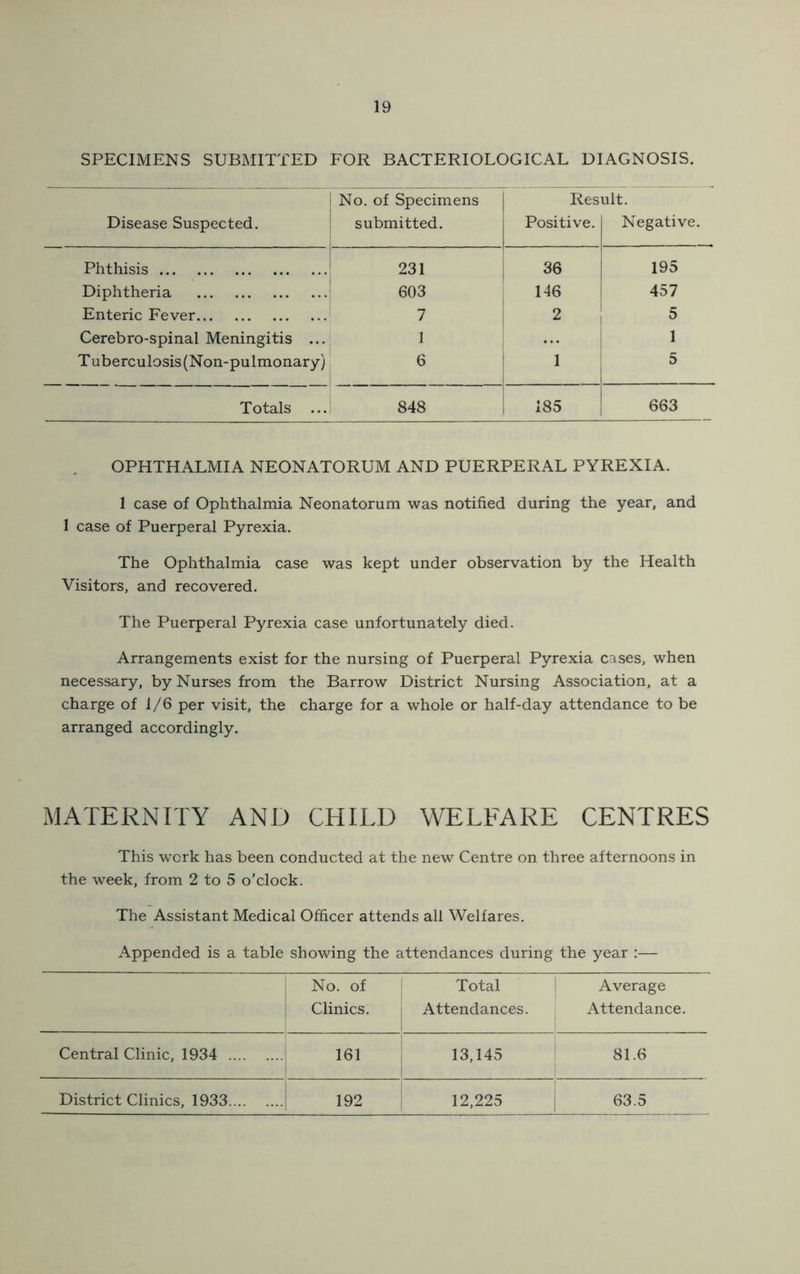 19
SPECIMENS SUBMITTED FOR BACTERIOLOGICAL DIAGNOSIS.
Disease Suspected. No. of Specimens submitted. Result. Positive. Negative.
Phthisis ... ... ... ... ... 231 36 195
Diphtheria ... ... ... ... 603 146 457
Enteric Fever... ... ... ... 7 2 5
Cerebro-spinal Meningitis ... 1 ... 1
Tuberculosis(Non-pulmonary) 6 1 5
Totals ... 848 185 663
OPHTHALMIA NEONATORUM AND PUERPERAL PYREXIA.
1 case of Ophthalmia Neonatorum was notified during the year, and
1 case of Puerperal Pyrexia.
The Ophthalmia case was kept under observation by the Health
Visitors, and recovered.
The Puerperal Pyrexia case unfortunately died.
Arrangements exist for the nursing of Puerperal Pyrexia cases, when
necessary, by Nurses from the Barrow District Nursing Association, at a
charge of 1/6 per visit, the charge for a whole or half-day attendance to be
arranged accordingly.
MATERNITY AND CHILD WELFARE CENTRES
This work has been conducted at the new Centre on three afternoons in
the week, from 2 to 5 o'clock.
The Assistant Medical Officer attends all Welfares.
Appended is a table showing the attendances during the year :—
No. of Clinics. Total Attendances. Average Attendance.
Central Clinic, 1934 .... .... 161 13,145 81.6
District Clinics, 1933.... .... 192 12,225 63.5